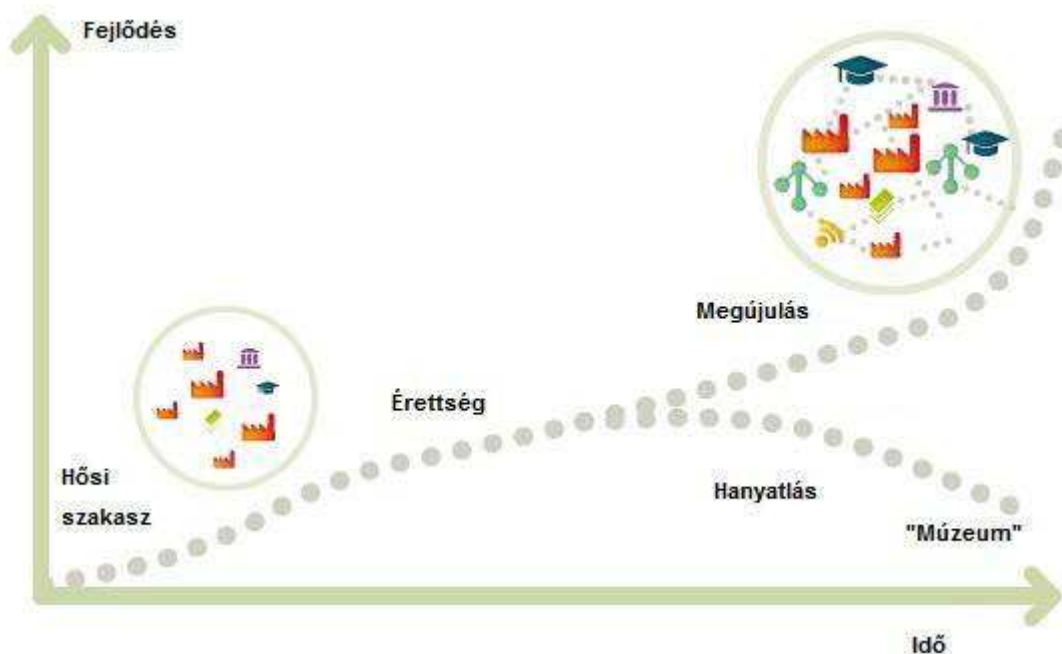 Fejlődés
Megújulás
Érettség
Hősi
szakasz
Hanyatlás
"Múzeum"
Idő